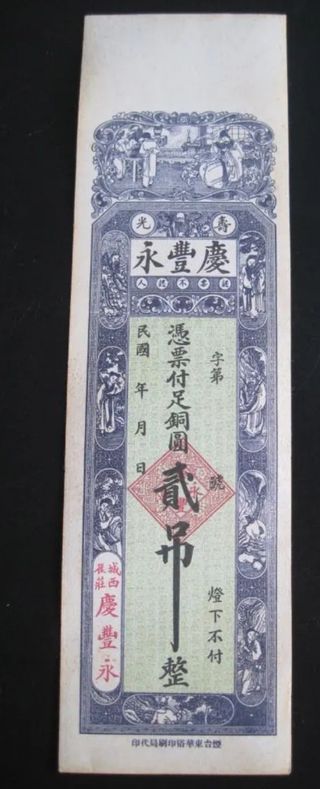 壽光
慶豐永
認票不認人
字第 號
憑票付足銅圓貳吊整
民國 年 月 日
燈下不付
城西
長莊
慶豐永
煙台東華裕印刷局代印